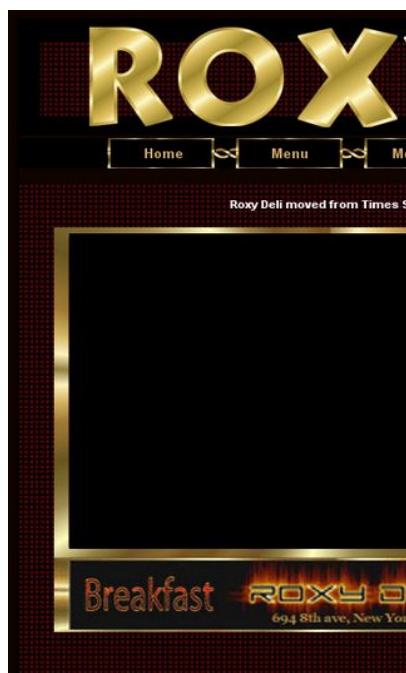 ROX
Home Menu M
Roxy Deli moved from Times S
Breakfast ROXY D
694 8th ave, New Yor